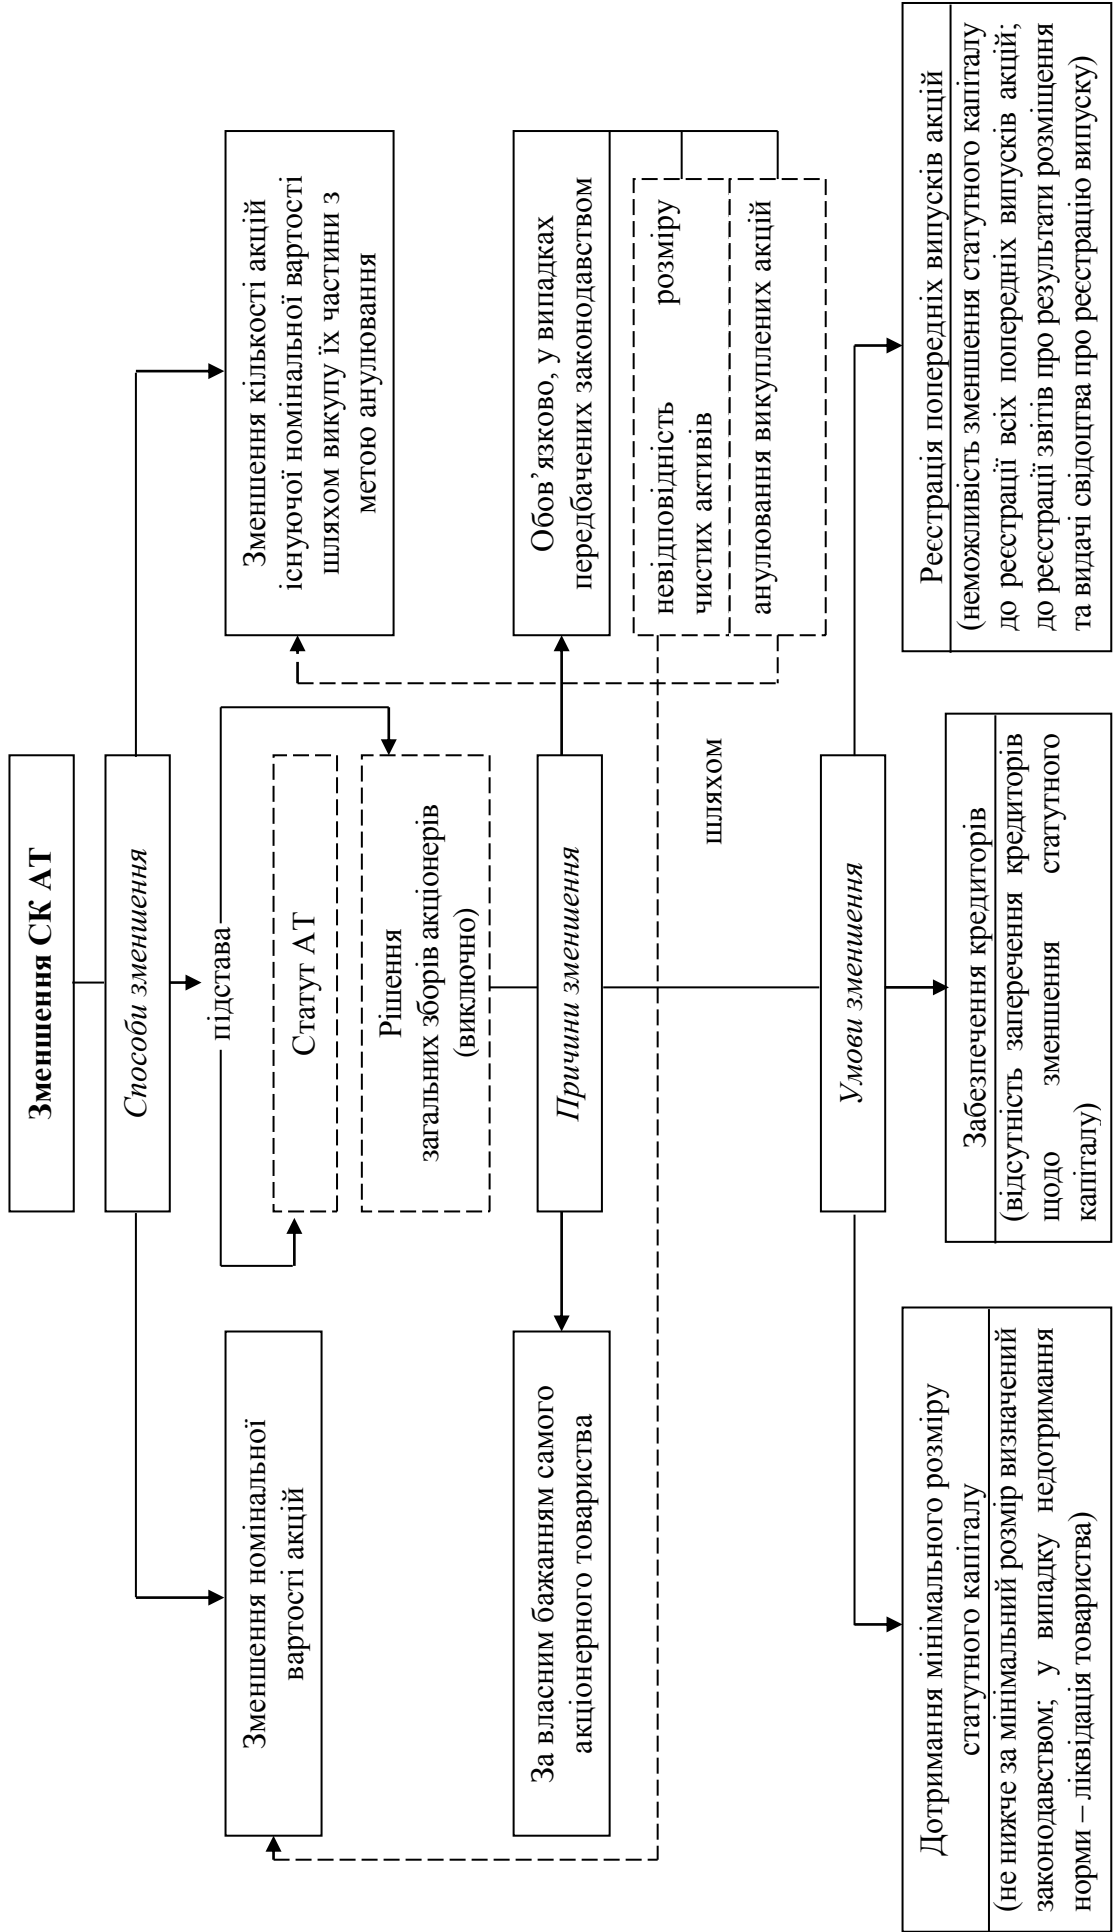 Зменшення СК АТ
Способи зменшення
підстава
Зменшення номінальної
вартості акцій
Статут АТ
Рішення
загальних зборів акціонерів
(виключно)
Зменшення кількості акцій
існуючої номінальної вартості
шляхом викупу їх частини з
метою анулювання
Причини зменшення
За власним бажанням самого
акціонерного товариства
Обов’язково, у випадках
передбачених законодавством
невідповідність розміру
чистих активів
анулювання викуплених акцій
шляхом
Умови зменшення
Дотримання мінімального розміру
статутного капіталу
(не нижче за мінімальний розмір визначений
законодавством; у випадку недотримання
норми – ліквідація товариства)
Забезпечення кредиторів
(відсутність заперечення кредиторів
щодо зменшення статутного
капіталу)
Реєстрація попередніх випусків акцій
(неможливість зменшення статутного капіталу
до реєстрації всіх попередніх випусків акцій;
до реєстрації звітів про результати розміщення
та видачі свідоцтва про реєстрацію випуску)